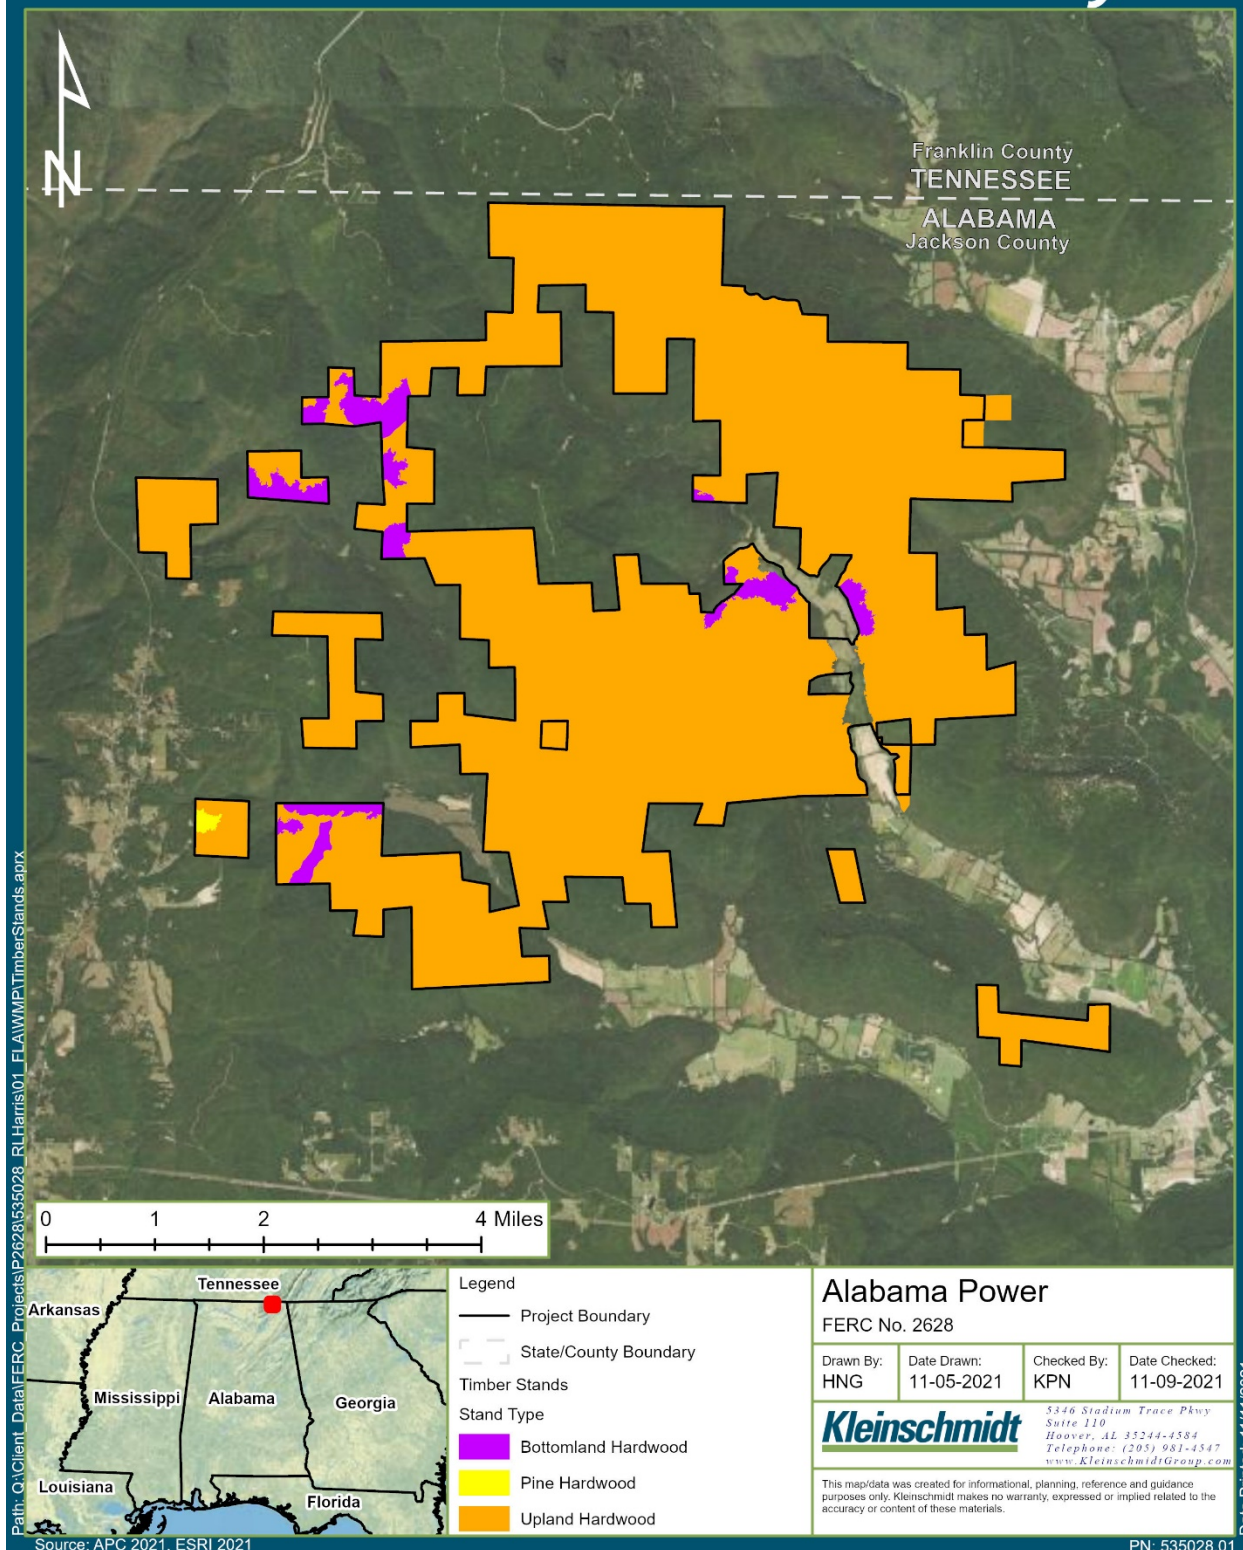 N
Franklin County
TENNESSEE
ALABAMA
Jackson County
0 1 2 4 Miles
Tennessee
Arkansas
Mississippi
Alabama
Georgia
Louisiana
Florida
Legend
Project Boundary
State/County Boundary
Timber Stands
Stand Type
Bottomland Hardwood
Pine Hardwood
Upland Hardwood
Alabama Power
FERC No. 2628
Drawn By:
HNG
Date Drawn:
11-05-2021
Checked By:
KPN
Date Checked:
11-09-2021
Kleinschmidt
5346 Stadium Trace Pkwy
Suite 110
Hoover, AL 35244-4584
Telephone: (205) 981-4547
www.KleinschmidtGroup.com
This map/data was created for informational, planning, reference and guidance
purposes only. Kleinschmidt makes no warranty, expressed or implied related to the
accuracy or content of these materials.
Path: Q:\Client_Data\FERC_Projects\P2628\535028_RLHarris\01_FLA\WMP\TimberStands.aprx
Source: APC 2021, ESRI 2021
PN: 535028.01